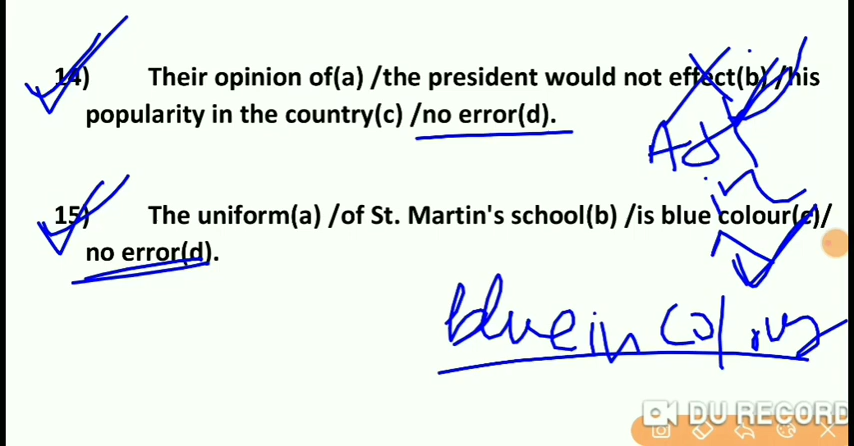 14) Their opinion of(a) /the president would not effect(b) /his
popularity in the country(c) /no error(d).
15) The uniform(a) /of St. Martin's school(b) /is blue colour(c)/
in
no error(d).
blue in colour
DU RECORD